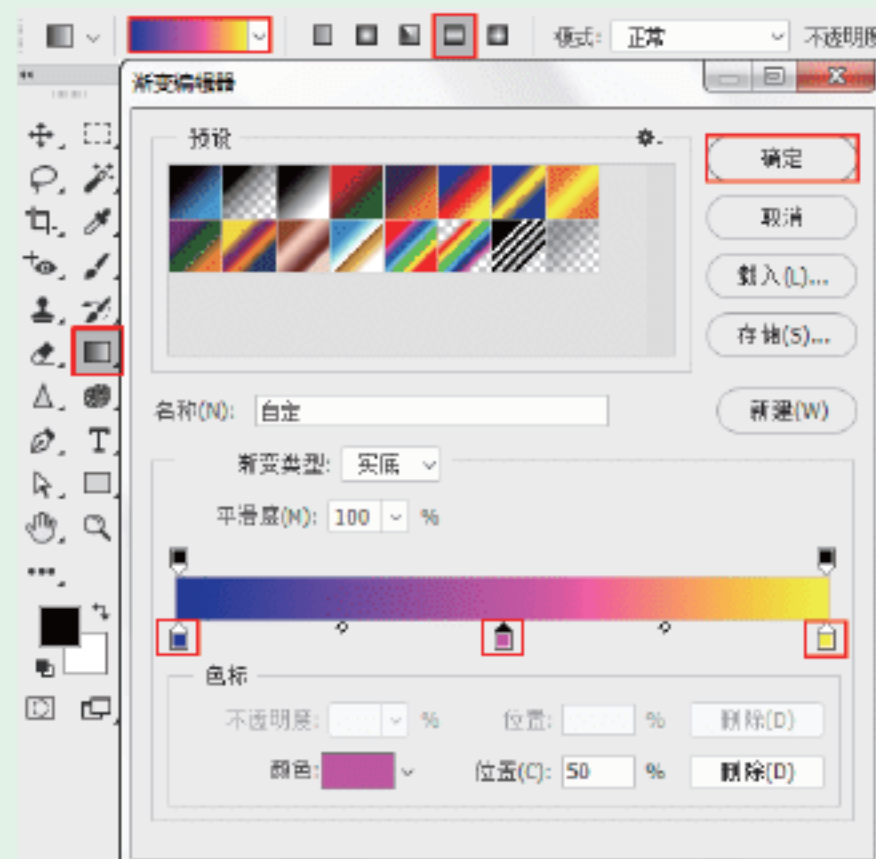 模式: 正常 不透明度
渐变编辑器
预设
确定
取消
载入(L)...
存储(S)...
名称(N): 自定
新建(W)
渐变类型: 实底
平滑度(M): 100 %
色标
不透明度: % 位置: % 删除(D)
颜色: 位置(C): 50 % 删除(D)